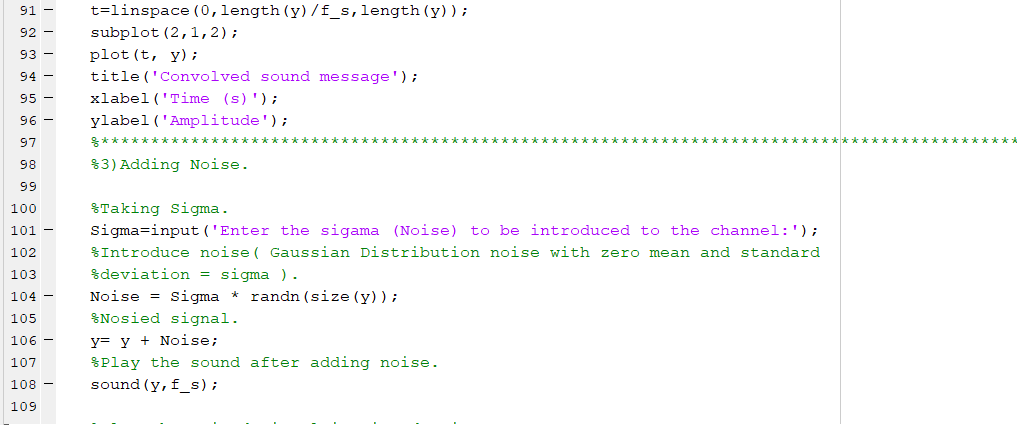 91 − t=linspace(0,length(y)/f_s,length(y));
92 − subplot(2,1,2);
93 − plot(t, y);
94 − title('Convolved sound message');
95 − xlabel('Time (s)');
96 − ylabel('Amplitude');
97 %********************************************************************************************
98 %3)Adding Noise.
99
100 %Taking Sigma.
101 − Sigma=input('Enter the sigama (Noise) to be introduced to the channel:');
102 %Introduce noise( Gaussian Distribution noise with zero mean and standard
103 %deviation = sigma ).
104 − Noise = Sigma * randn(size(y));
105 %Nosied signal.
106 − y= y + Noise;
107 %Play the sound after adding noise.
108 − sound(y,f_s);
109